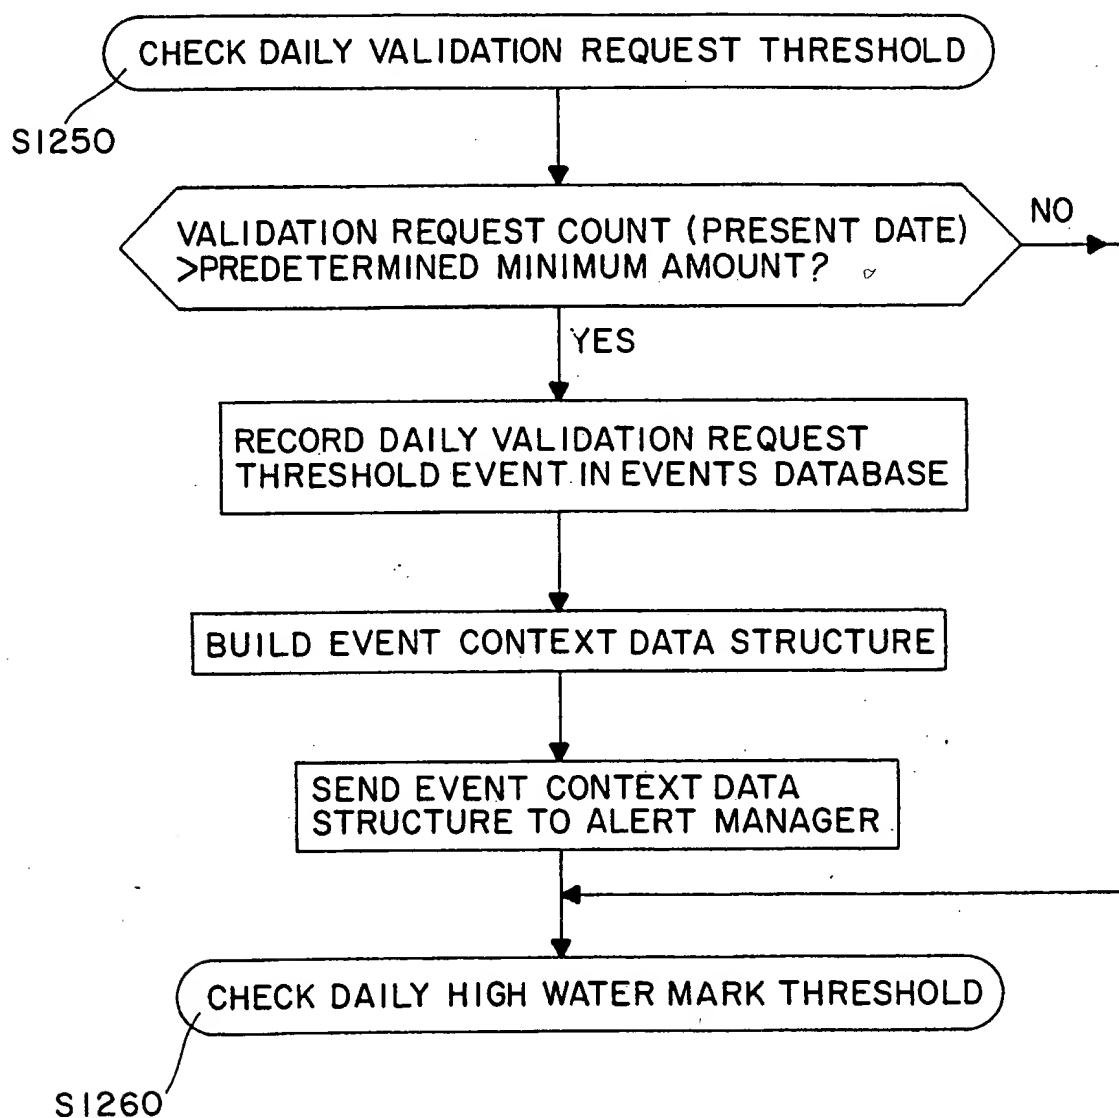 CHECK DAILY VALIDATION REQUEST THRESHOLD
S1250
VALIDATION REQUEST COUNT (PRESENT DATE)
>PREDETERMINED MINIMUM AMOUNT?
NO
YES
RECORD DAILY VALIDATION REQUEST
THRESHOLD EVENT IN EVENTS DATABASE
BUILD EVENT CONTEXT DATA STRUCTURE
SEND EVENT CONTEXT DATA
STRUCTURE TO ALERT MANAGER
CHECK DAILY HIGH WATER MARK THRESHOLD
S1260